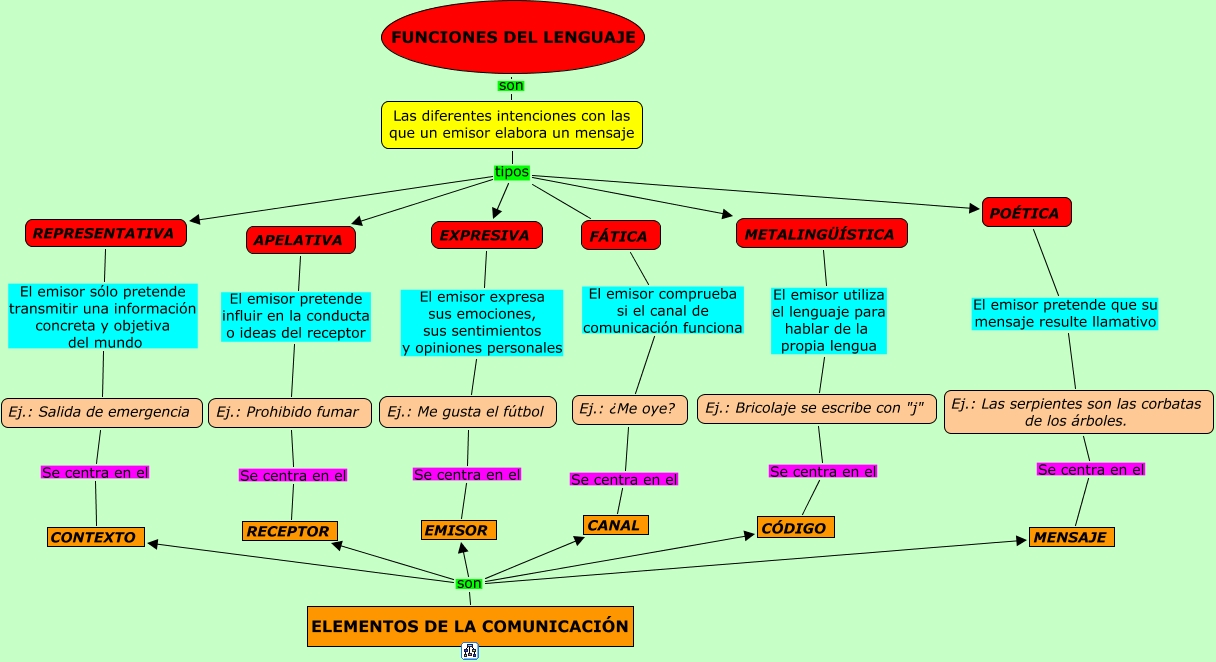 FUNCIONES DEL LENGUAJE
son
Las diferentes intenciones con las
que un emisor elabora un mensaje
tipos
REPRESENTATIVA
El emisor sólo pretende
transmitir una información
concreta y objetiva
del mundo
Ej.: Salida de emergencia
Se centra en el
CONTEXTO
APELATIVA
El emisor pretende
influir en la conducta
o ideas del receptor
Ej.: Prohibido fumar
Se centra en el
RECEPTOR
EXPRESIVA
El emisor expresa
sus emociones,
sus sentimientos
y opiniones personales
Ej.: Me gusta el fútbol
Se centra en el
EMISOR
FÁTICA
El emisor comprueba
si el canal de
comunicación funciona
Ej.: ¿Me oye?
Se centra en el
CANAL
METALINGÜÍSTICA
El emisor utiliza
el lenguaje para
hablar de la
propia lengua
Ej.: Bricolaje se escribe con "j"
Se centra en el
CÓDIGO
POÉTICA
El emisor pretende que su
mensaje resulte llamativo
Ej.: Las serpientes son las corbatas
de los árboles.
Se centra en el
MENSAJE
son
ELEMENTOS DE LA COMUNICACIÓN